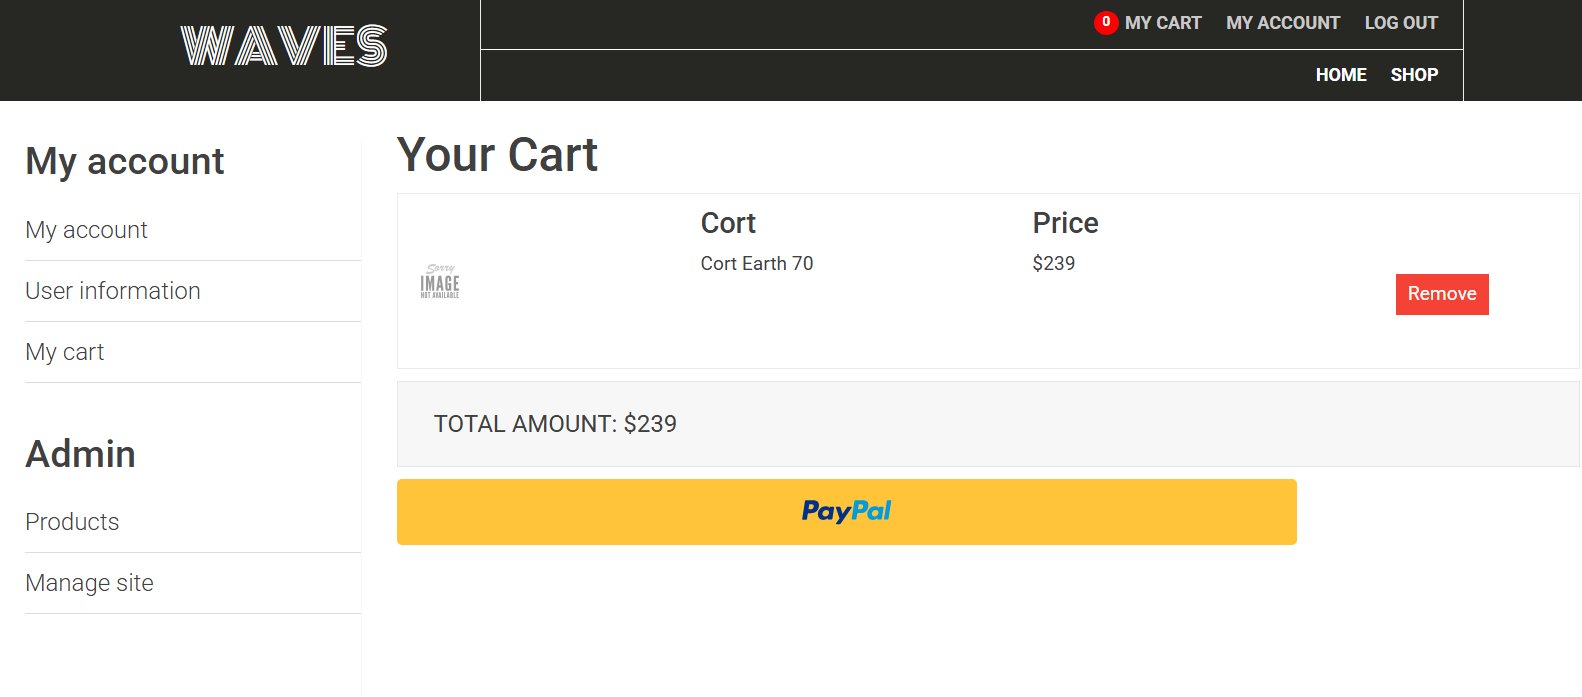 WAVES
0 MY CART MY ACCOUNT LOG OUT
HOME SHOP
My account
My account
User information
My cart
Admin
Products
Manage site
Your Cart
Sorry
IMAGE
NOT AVAILABLE
Cort
Cort Earth 70
Price
$239
Remove
TOTAL AMOUNT: $239
PayPal